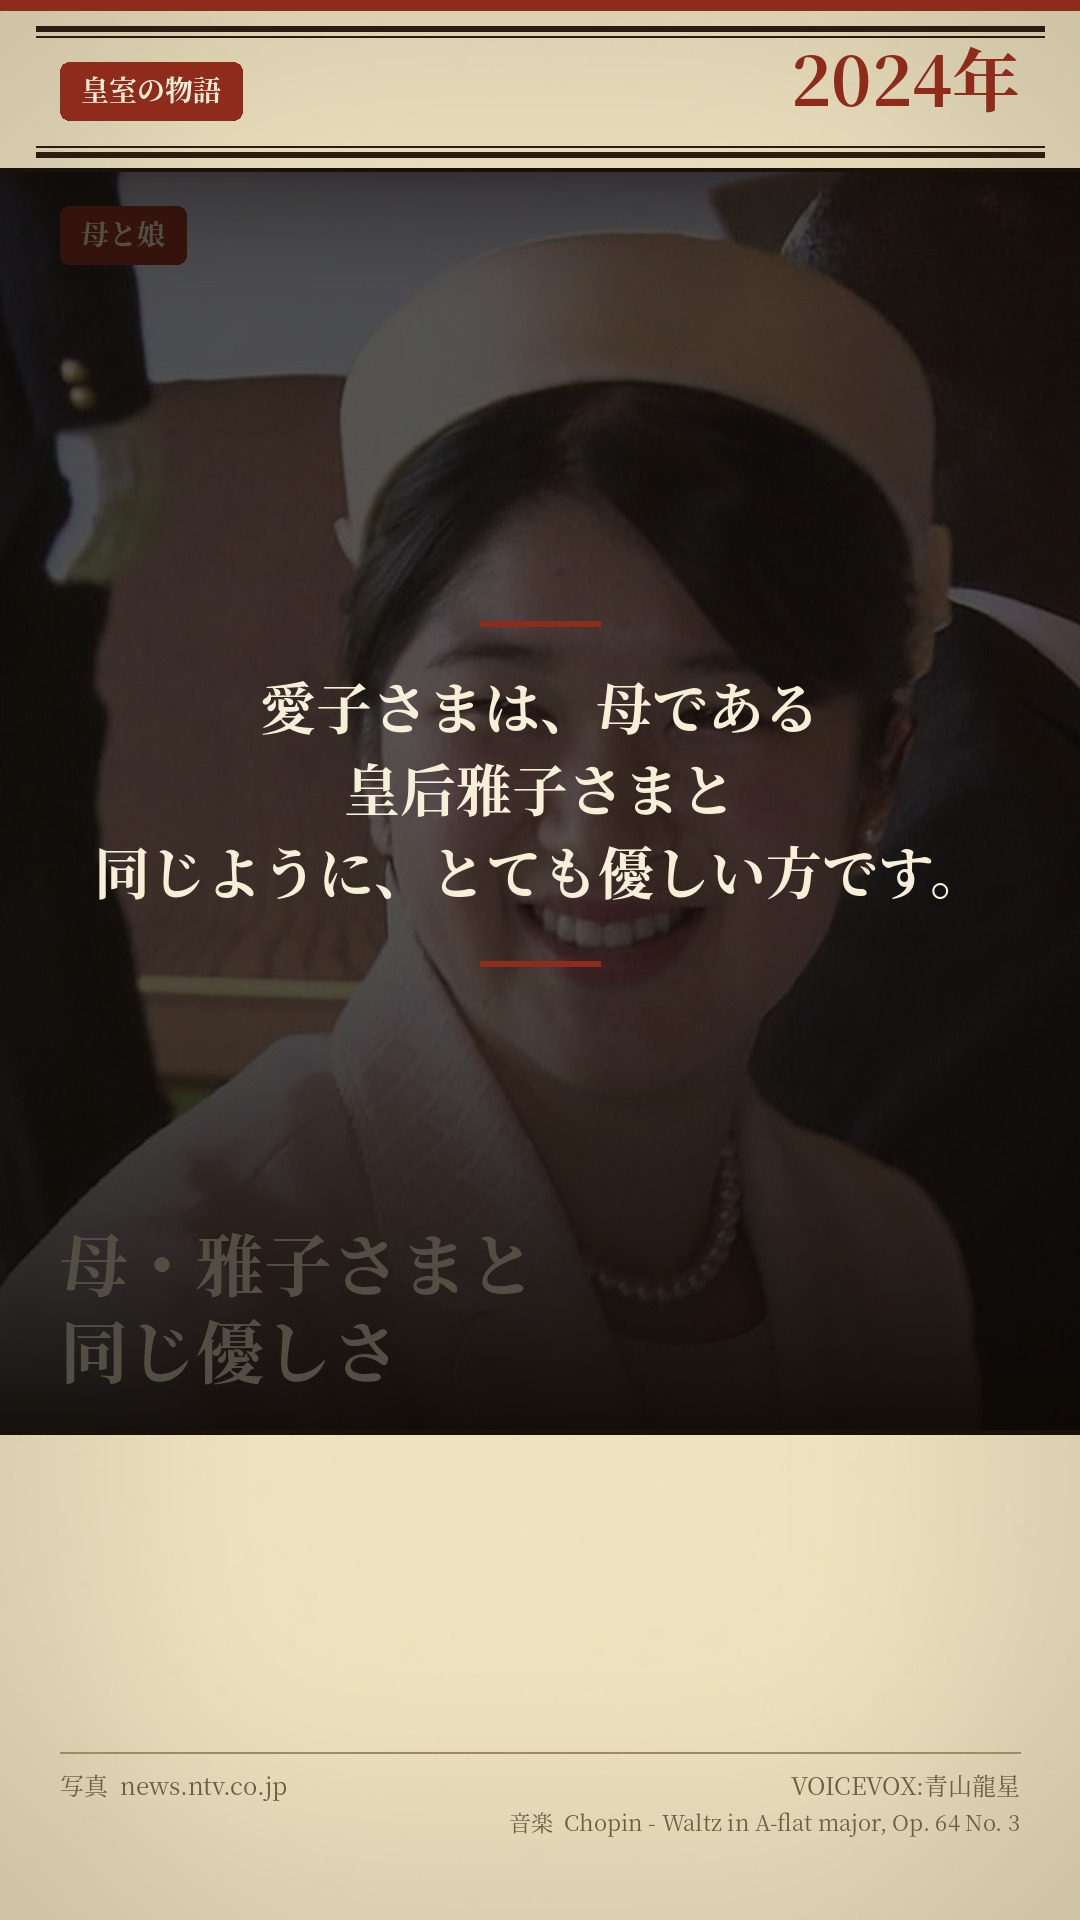 皇室の物語
2024年
母と娘
愛子さまは、母である
皇后雅子さまと
同じように、とても優しい方です。
母・雅子さまと
同じ優しさ
写真 news.ntv.co.jp
VOICEVOX:青山龍星
音楽 Chopin - Waltz in A-flat major, Op. 64 No. 3